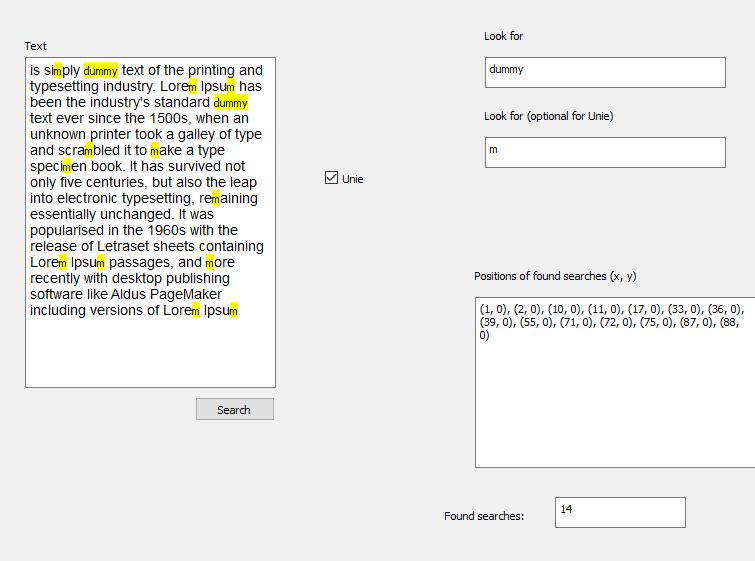 Text
is simply dummy text of the printing and
typesetting industry. Lorem Ipsum has
been the industry's standard dummy
text ever since the 1500s, when an
unknown printer took a galley of type
and scrambled it to make a type
specimen book. It has survived not
only five centuries, but also the leap
into electronic typesetting, remaining
essentially unchanged. It was
popularised in the 1960s with the
release of Letraset sheets containing
Lorem Ipsum passages, and more
recently with desktop publishing
software like Aldus PageMaker
including versions of Lorem Ipsum
Search
Unie
Look for
dummy
Look for (optional for Unie)
m
Positions of found searches (x, y)
(1, 0), (2, 0), (10, 0), (11, 0), (17, 0), (33, 0), (36, 0),
(39, 0), (55, 0), (71, 0), (72, 0), (75, 0), (87, 0), (88,
0)
Found searches:
14